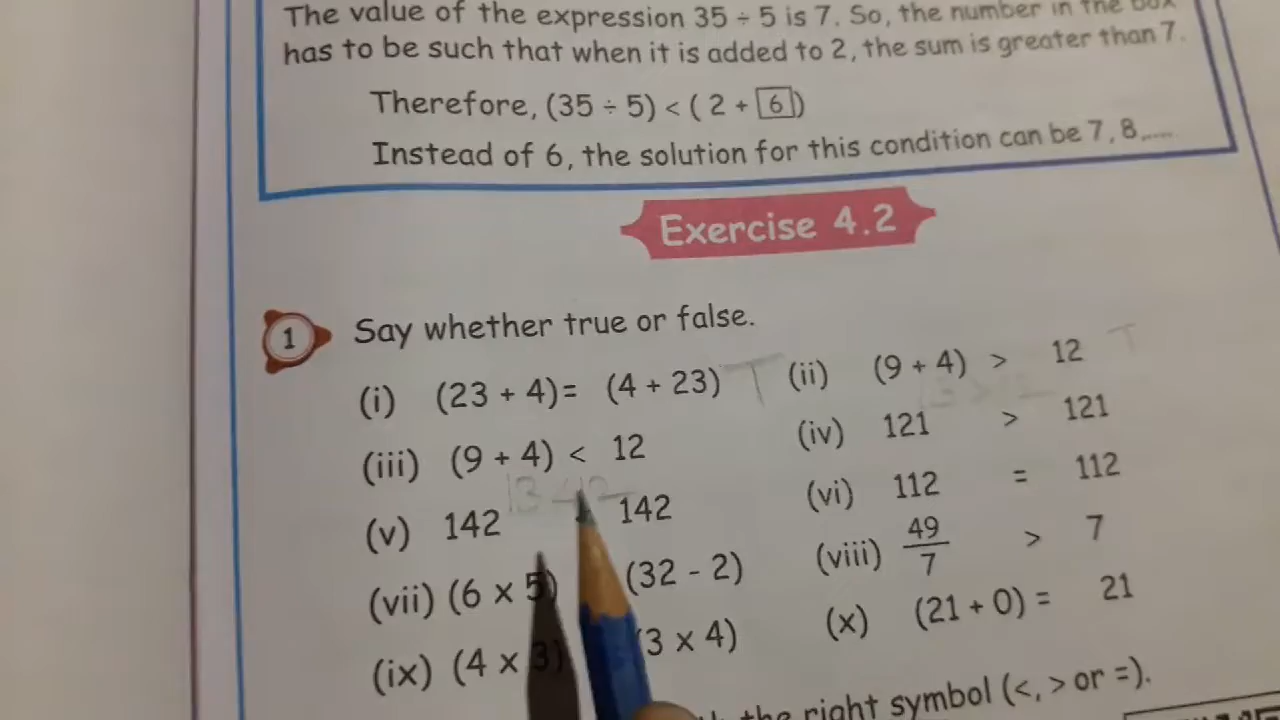 The value of the expression 35 ÷ 5 is 7. So, the number in the box
has to be such that when it is added to 2, the sum is greater than 7.
Therefore, (35 ÷ 5) < ( 2 + 6)
Instead of 6, the solution for this condition can be 7, 8,.....
Exercise 4.2
1 Say whether true or false.
(i) (23 + 4)= (4 + 23) T (ii) (9 + 4) > 12 T
(iii) (9 + 4) < 12 (iv) 121 > 121
13 < 12
(v) 142 142 (vi) 112 = 112
(vii) (6 × 5) (32 - 2) (viii) 49/7 > 7
(ix) (4 × 3) (3 × 4) (x) (21 + 0) = 21
the right symbol (<, > or =).